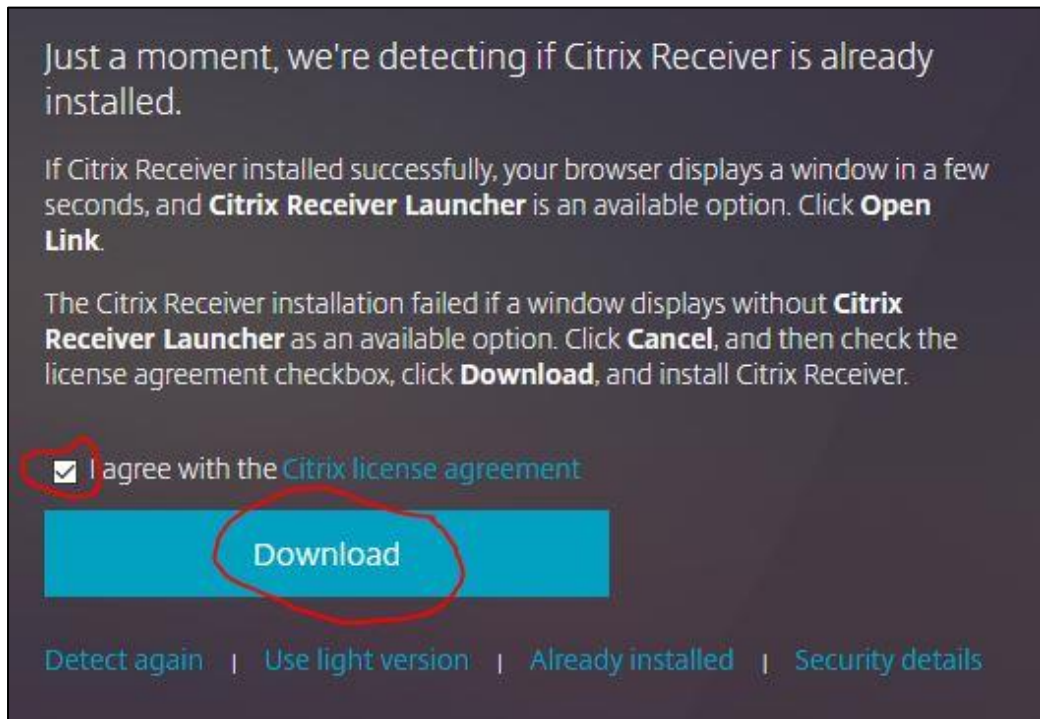 Just a moment, we're detecting if Citrix Receiver is already
installed.
If Citrix Receiver installed successfully, your browser displays a window in a few
seconds, and Citrix Receiver Launcher is an available option. Click Open
Link.
The Citrix Receiver installation failed if a window displays without Citrix
Receiver Launcher as an available option. Click Cancel, and then check the
license agreement checkbox, click Download, and install Citrix Receiver.
I agree with the Citrix license agreement
Download
Detect again | Use light version | Already installed | Security details